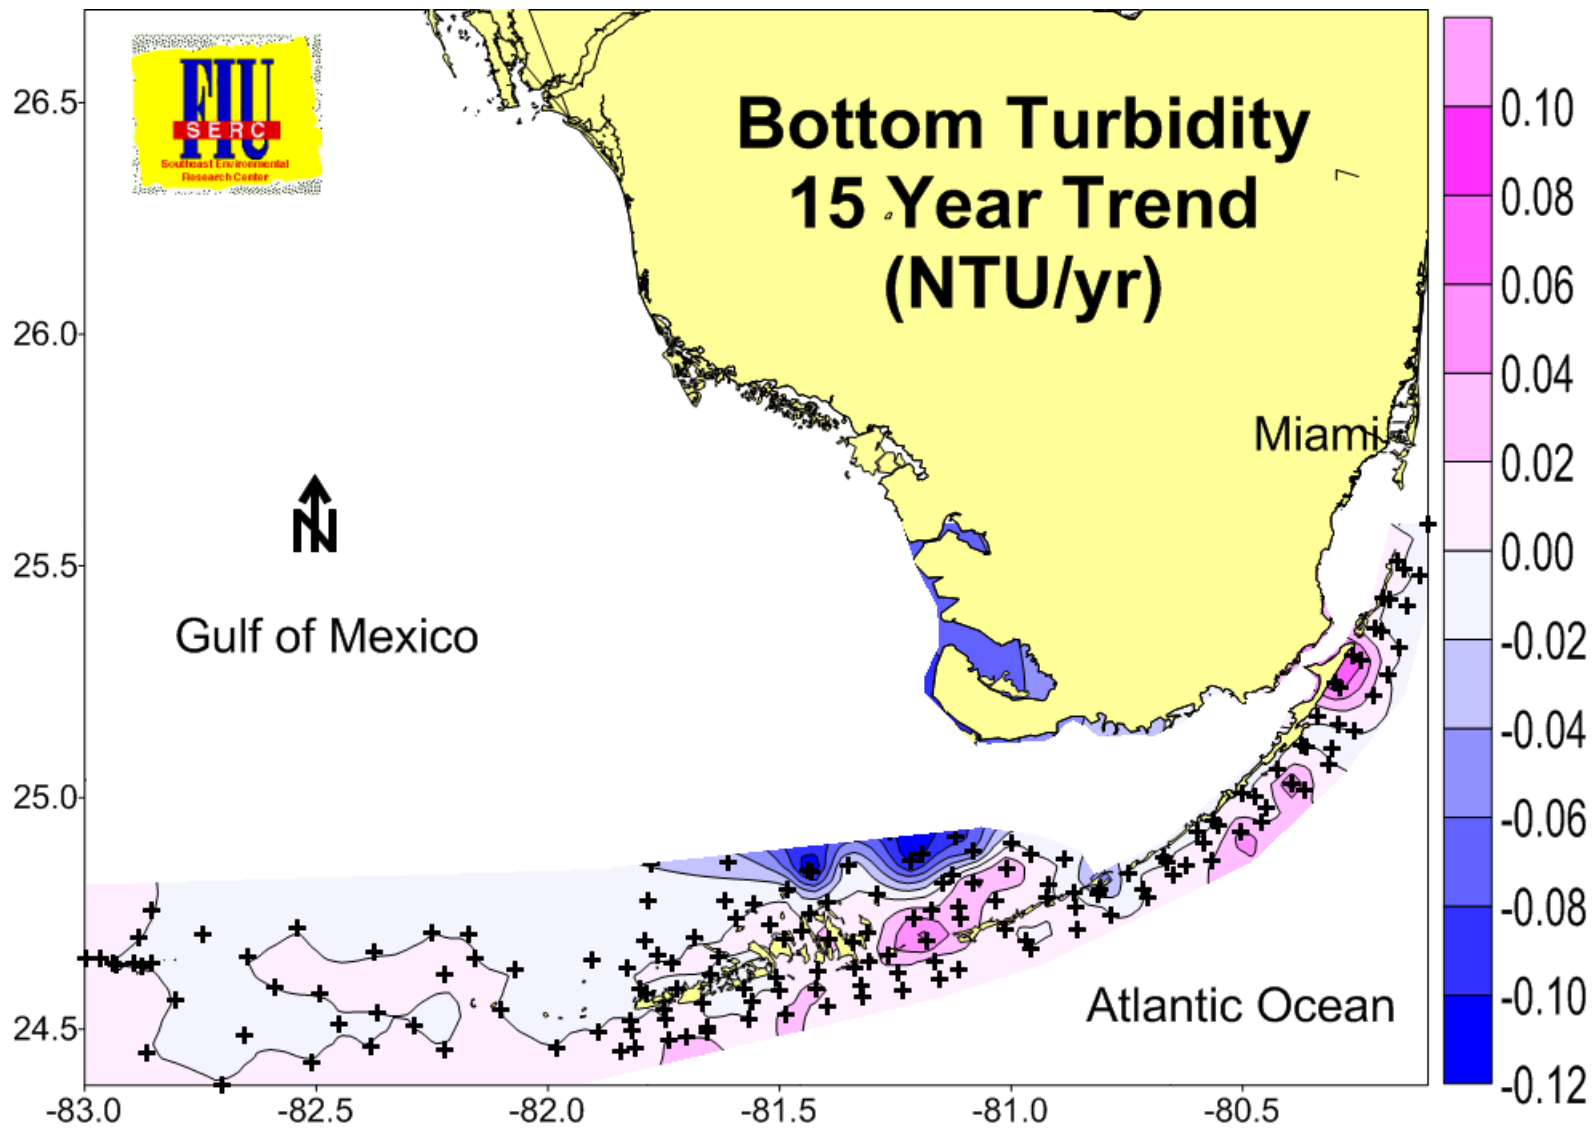 FIU
SERC
Southeast Environmental
Research Center
Bottom Turbidity
15 Year Trend
(NTU/yr)
Miami
N
Gulf of Mexico
Atlantic Ocean
26.5
26.0
25.5
25.0
24.5
-83.0
-82.5
-82.0
-81.5
-81.0
-80.5
0.10
0.08
0.06
0.04
0.02
0.00
-0.02
-0.04
-0.06
-0.08
-0.10
-0.12